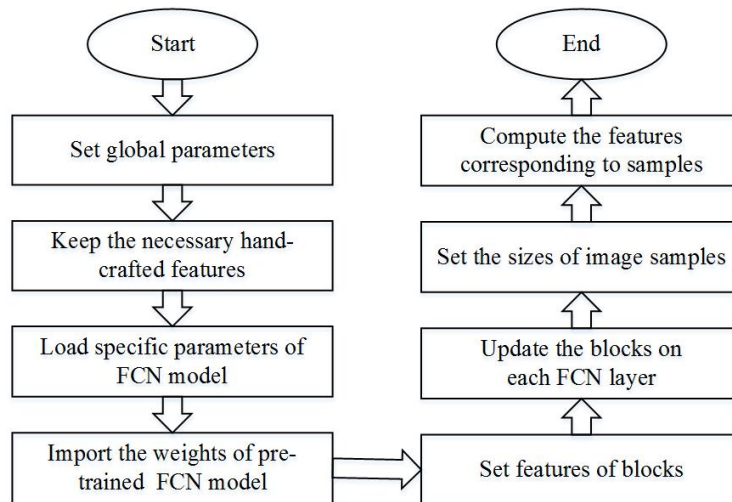 Start
Set global parameters
Keep the necessary hand-
crafted features
Load specific parameters of
FCN model
Import the weights of pre-
trained FCN model
Set features of blocks
Update the blocks on
each FCN layer
Set the sizes of image samples
Compute the features
corresponding to samples
End